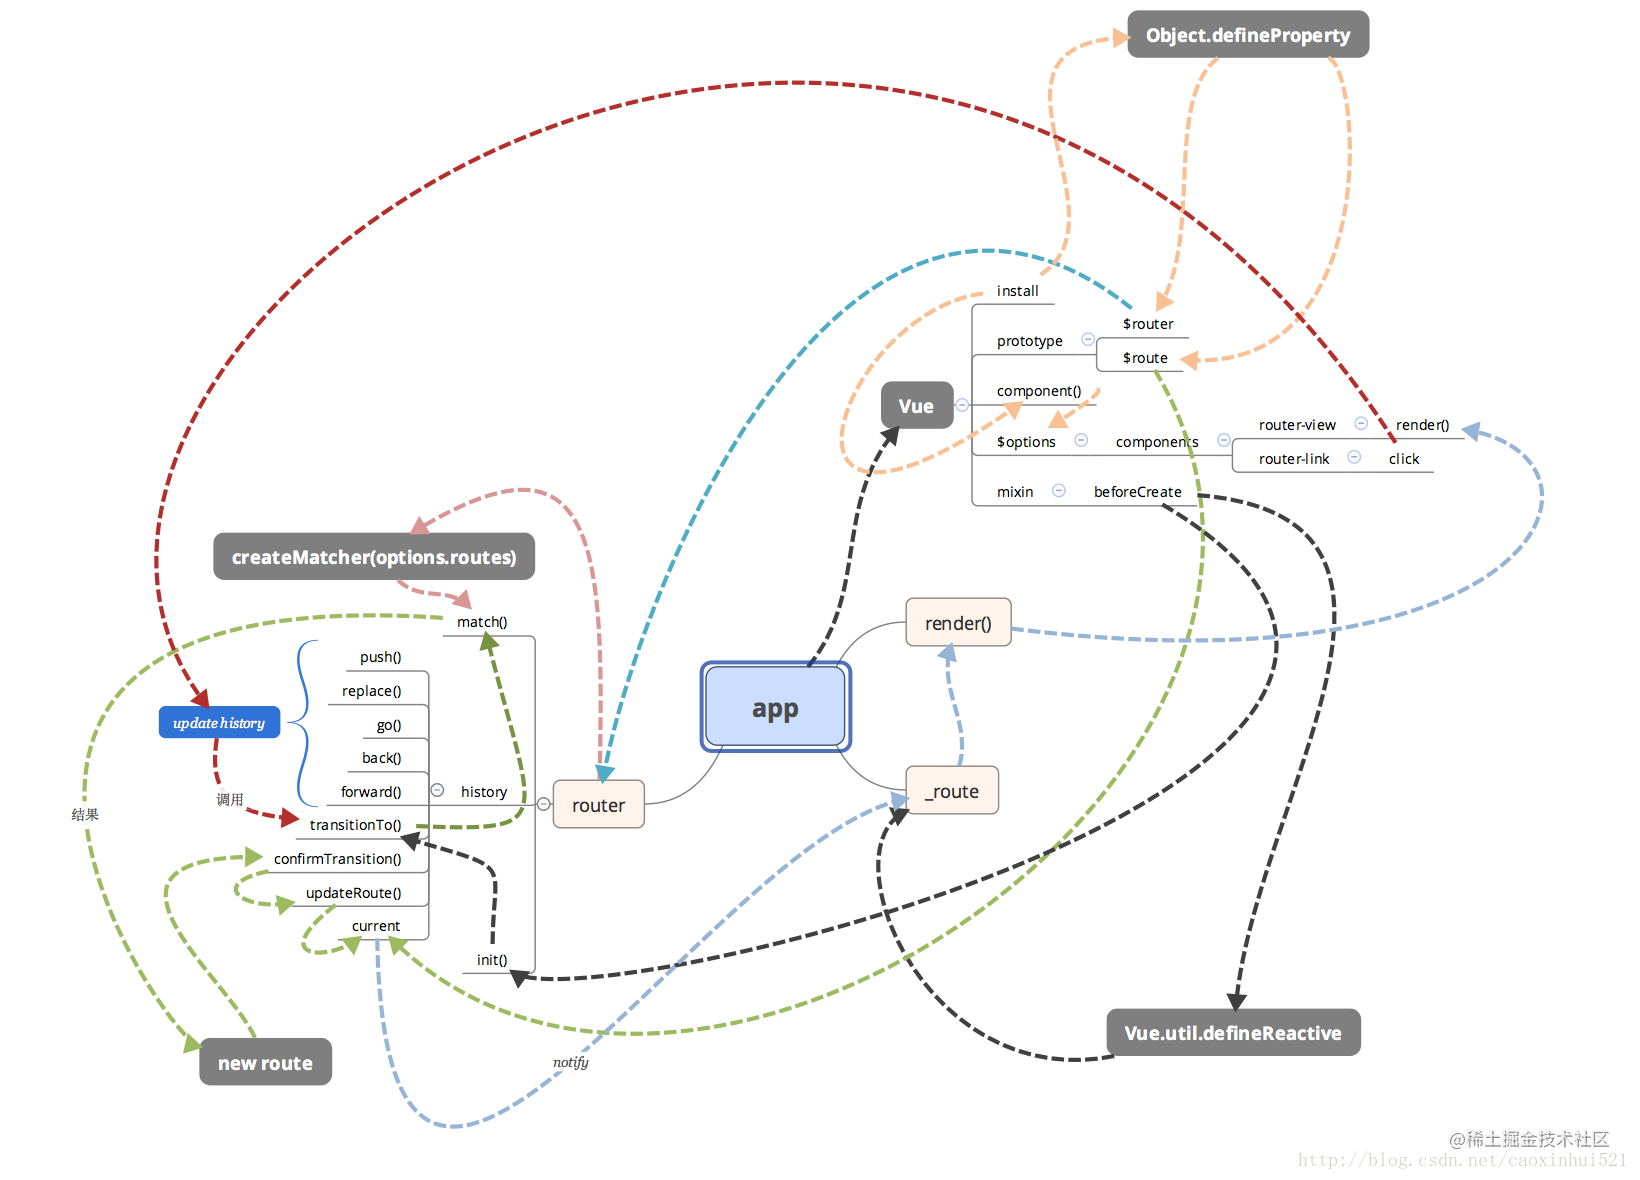 Object.defineProperty
install
$router
prototype
$route
component()
Vue
router-view
render()
$options
components
router-link
click
mixin
beforeCreate
createMatcher(options.routes)
match()
render()
push()
replace()
update history
go()
app
back()
forward()
history
_route
调用
router
结果
transitionTo()
confirmTransition()
updateRoute()
current
init()
Vue.util.defineReactive
new route
notify
@稀土掘金技术社区
http://blog.csdn.net/caoxinhui521